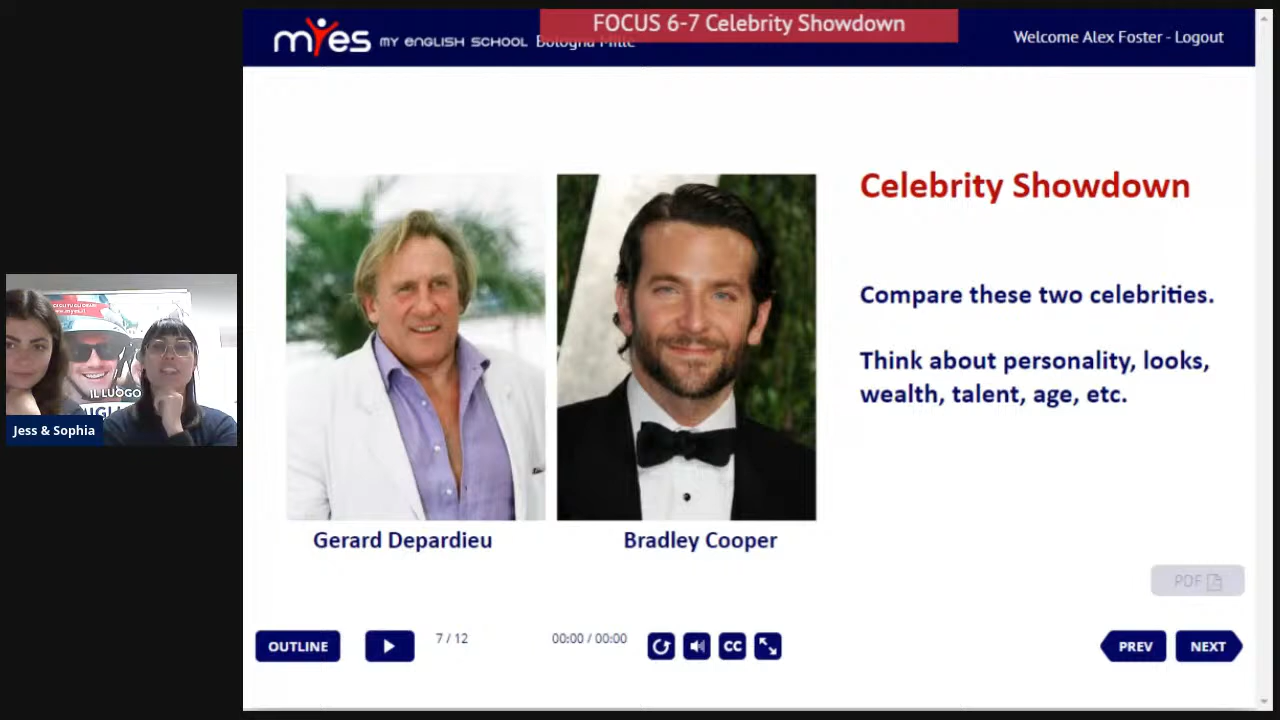 FOCUS 6-7 Celebrity Showdown
myes MY ENGLISH SCHOOL Bologna Mille
Welcome Alex Foster - Logout
Celebrity Showdown
Compare these two celebrities.
Think about personality, looks,
wealth, talent, age, etc.
IL LUOGO
Jess & Sophia
Gerard Depardieu
Bradley Cooper
PDF
OUTLINE
7 / 12
00:00 / 00:00
CC
PREV
NEXT